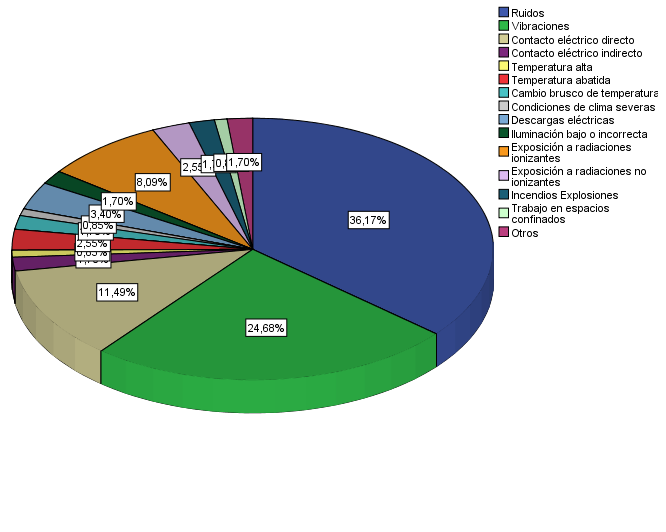 Ruidos
Vibraciones
Contacto eléctrico directo
Contacto eléctrico indirecto
Temperatura alta
Temperatura abatida
Cambio brusco de temperatura
Condiciones de clima severas
Descargas eléctricas
Iluminación bajo o incorrecta
Exposición a radiaciones
ionizantes
Exposición a radiaciones no
ionizantes
Incendios Explosiones
Trabajo en espacios
confinados
Otros
1,70%
8,09%
1,70%
3,40%
0,85%
2,55%
11,49%
24,68%
36,17%